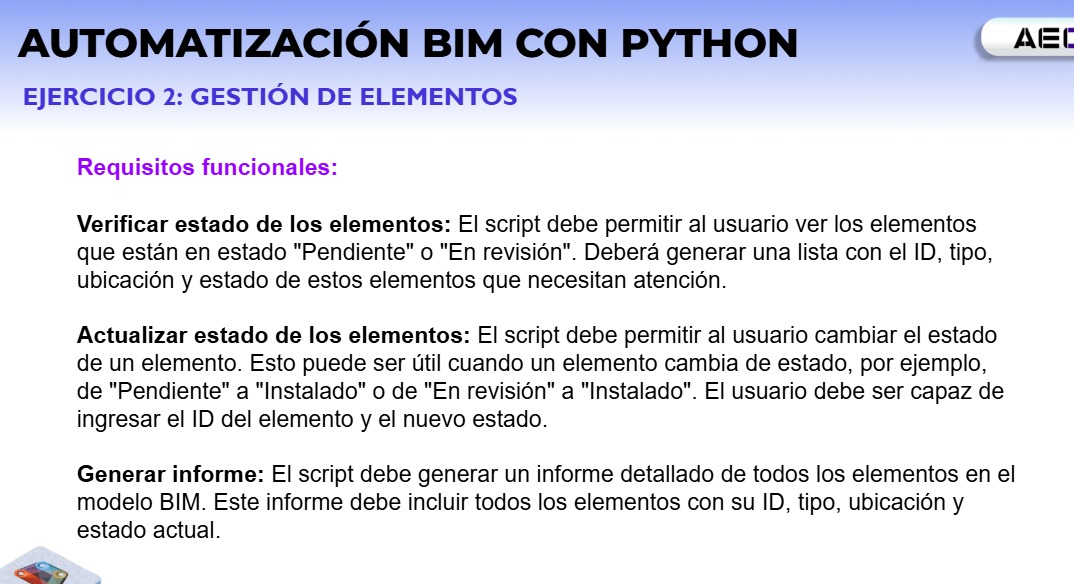 AUTOMATIZACIÓN BIM CON PYTHON
EJERCICIO 2: GESTIÓN DE ELEMENTOS
Requisitos funcionales:
Verificar estado de los elementos: El script debe permitir al usuario ver los elementos
que están en estado "Pendiente" o "En revisión". Deberá generar una lista con el ID, tipo,
ubicación y estado de estos elementos que necesitan atención.
Actualizar estado de los elementos: El script debe permitir al usuario cambiar el estado
de un elemento. Esto puede ser útil cuando un elemento cambia de estado, por ejemplo,
de "Pendiente" a "Instalado" o de "En revisión" a "Instalado". El usuario debe ser capaz de
ingresar el ID del elemento y el nuevo estado.
Generar informe: El script debe generar un informe detallado de todos los elementos en el
modelo BIM. Este informe debe incluir todos los elementos con su ID, tipo, ubicación y
estado actual.